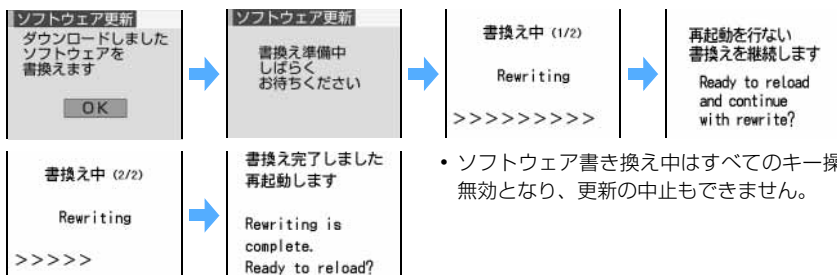 ソフトウェア更新
ダウンロードしました
ソフトウェアを
書換えます
OK
ソフトウェア更新
書換え準備中
しばらく
お待ちください
書換え中 (1/2)
Rewriting
>>>>>>>>>
再起動を行ない
書換えを継続します
Ready to reload
and continue
with rewrite?
書換え中 (2/2)
Rewriting
>>>>>
書換え完了しました
再起動します
Rewriting is
complete.
Ready to reload?
• ソフトウェア書き換え中はすべてのキー操
無効となり、更新の中止もできません。